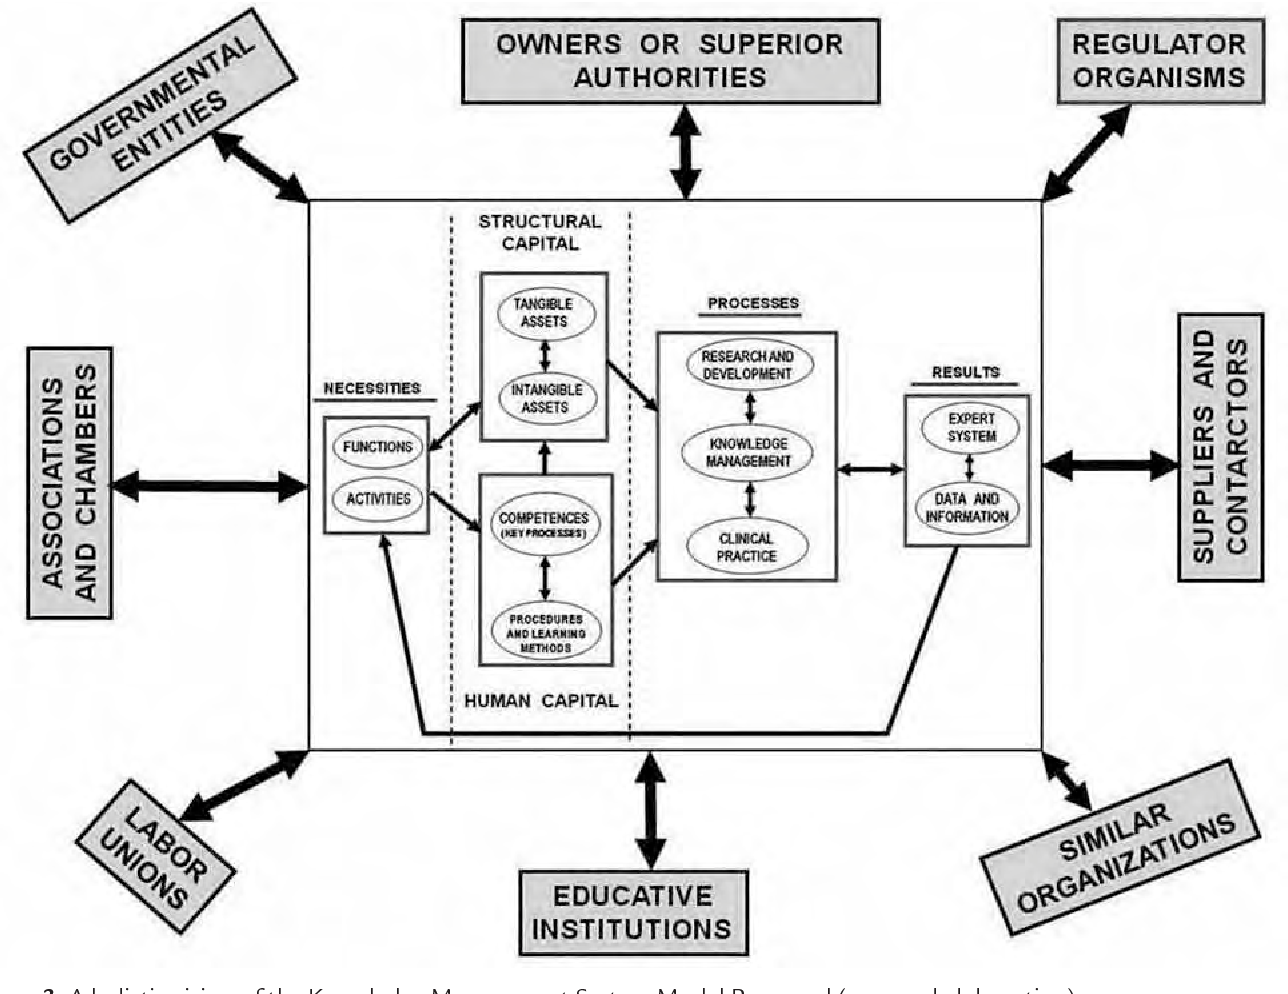 GOVERNMENTAL
ENTITIES
OWNERS OR SUPERIOR
AUTHORITIES
REGULATOR
ORGANISMS
ASSOCIATIONS
AND CHAMBERS
NECESSITIES
FUNCTIONS
ACTIVITIES
STRUCTURAL
CAPITAL
TANGIBLE
ASSETS
INTANGIBLE
ASSETS
COMPETENCES
(KEY PROCESSES)
PROCEDURES
AND LEARNING
METHODS
HUMAN CAPITAL
PROCESSES
RESEARCH AND
DEVELOPMENT
KNOWLEDGE
MANAGEMENT
CLINICAL
PRACTICE
RESULTS
EXPERT
SYSTEM
DATA AND
INFORMATION
SUPPLIERS AND
CONTARCTORS
LABOR
UNIONS
EDUCATIVE
INSTITUTIONS
SIMILAR
ORGANIZATIONS